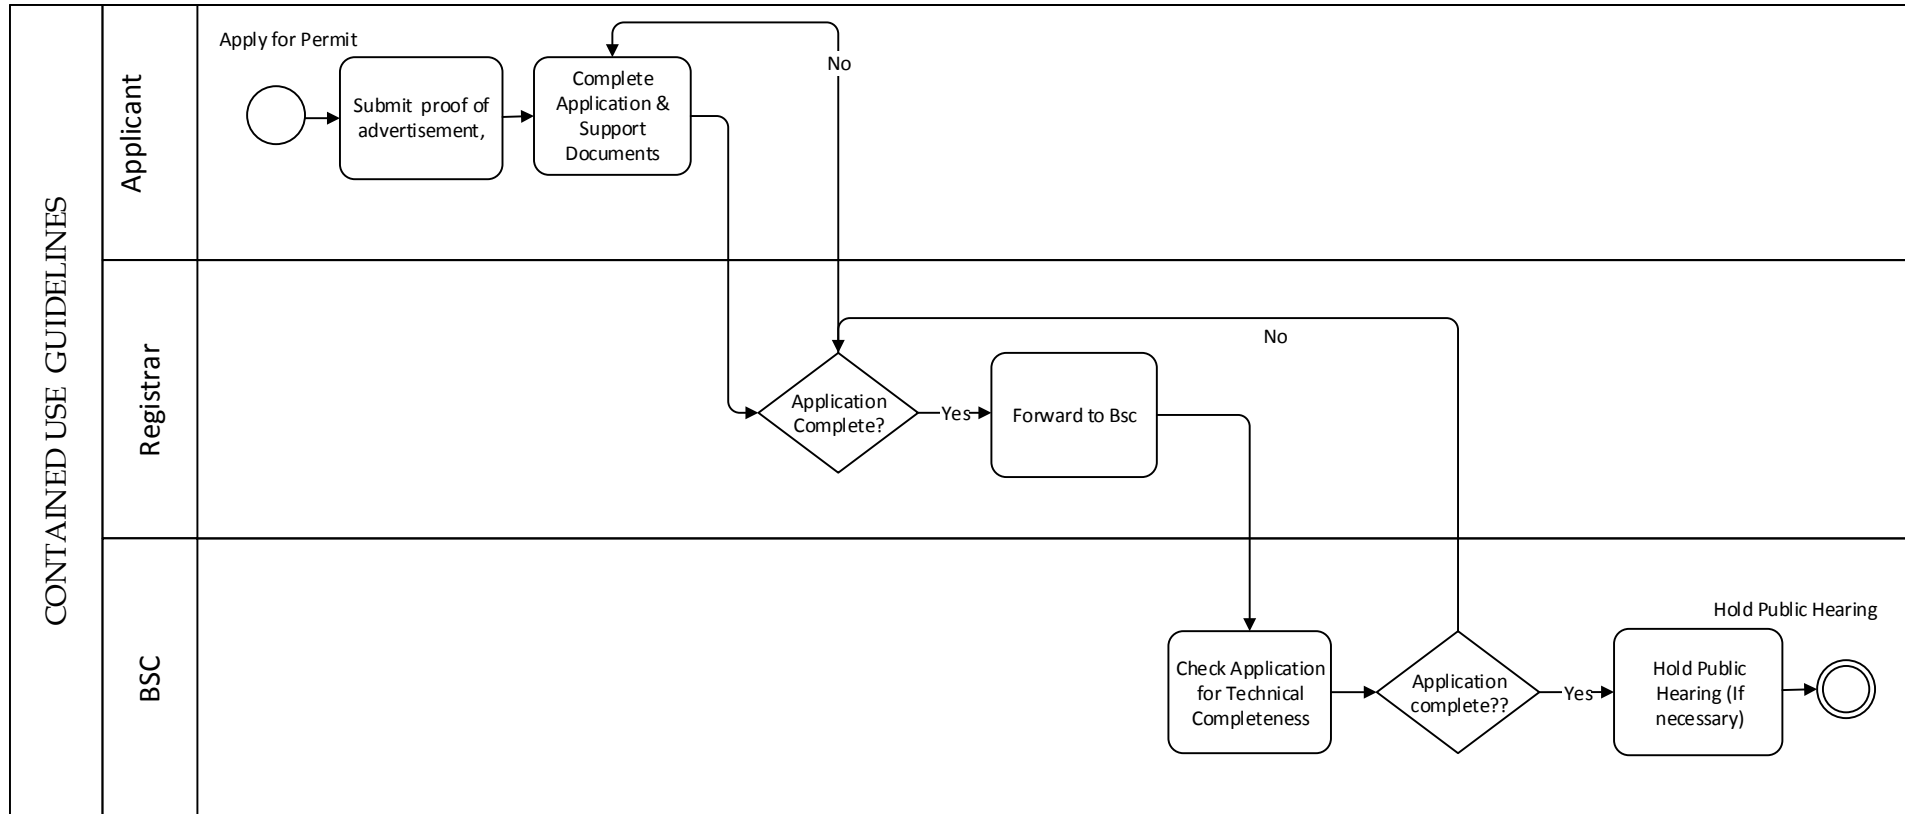 CONTAINED USE GUIDELINES
Applicant
Apply for Permit
Submit proof of
advertisement,
Complete
Application &
Support
Documents
No
Registrar
Application
Complete?
Yes
Forward to Bsc
No
BSC
Check Application
for Technical
Completeness
Application
complete??
Yes
Hold Public Hearing
Hold Public
Hearing (If
necessary)